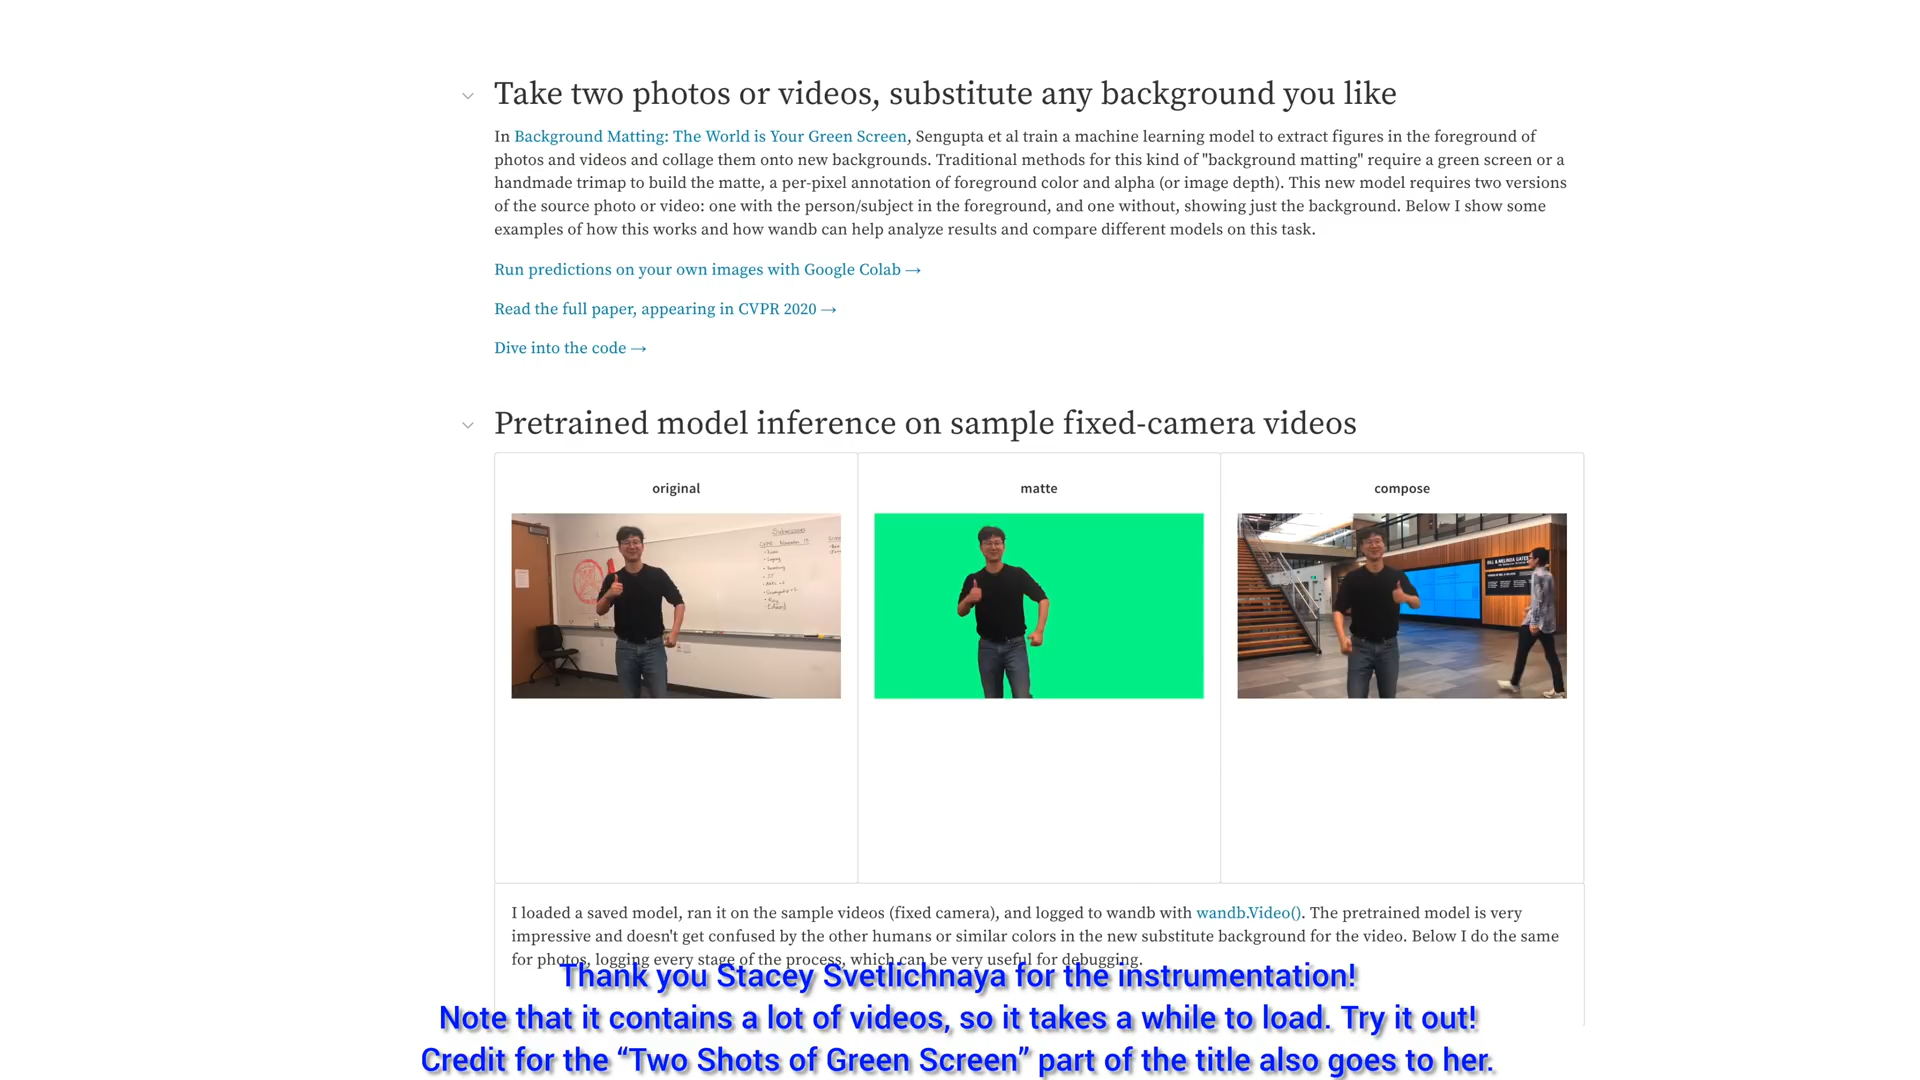 Take two photos or videos, substitute any background you like
In Background Matting: The World is Your Green Screen, Sengupta et al train a machine learning model to extract figures in the foreground of
photos and videos and collage them onto new backgrounds. Traditional methods for this kind of "background matting" require a green screen or a
handmade trimap to build the matte, a per-pixel annotation of foreground color and alpha (or image depth). This new model requires two versions
of the source photo or video: one with the person/subject in the foreground, and one without, showing just the background. Below I show some
examples of how this works and how wandb can help analyze results and compare different models on this task.
Run predictions on your own images with Google Colab →
Read the full paper, appearing in CVPR 2020 →
Dive into the code →
Pretrained model inference on sample fixed-camera videos
original
matte
compose
Submissions
CVPR November 15
BILL & MELINDA GATES
I loaded a saved model, ran it on the sample videos (fixed camera), and logged to wandb with wandb.Video(). The pretrained model is very
impressive and doesn't get confused by the other humans or similar colors in the new substitute background for the video. Below I do the same
for photos, logging every stage of the process, which can be very useful for debugging.
Thank you Stacey Svetlichnaya for the instrumentation!
Note that it contains a lot of videos, so it takes a while to load. Try it out!
Credit for the “Two Shots of Green Screen” part of the title also goes to her.